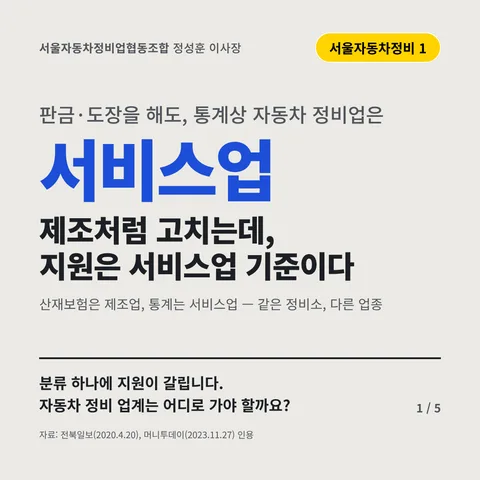 서울자동차정비업협동조합 정성훈 이사장
서울자동차정비 1
판금·도장을 해도, 통계상 자동차 정비업은
서비스업
제조처럼 고치는데,
지원은 서비스업 기준이다
산재보험은 제조업, 통계는 서비스업 — 같은 정비소, 다른 업종
분류 하나에 지원이 갈립니다.
자동차 정비 업계는 어디로 가야 할까요?
1 / 5
자료: 전북일보(2020.4.20), 머니투데이(2023.11.27) 인용